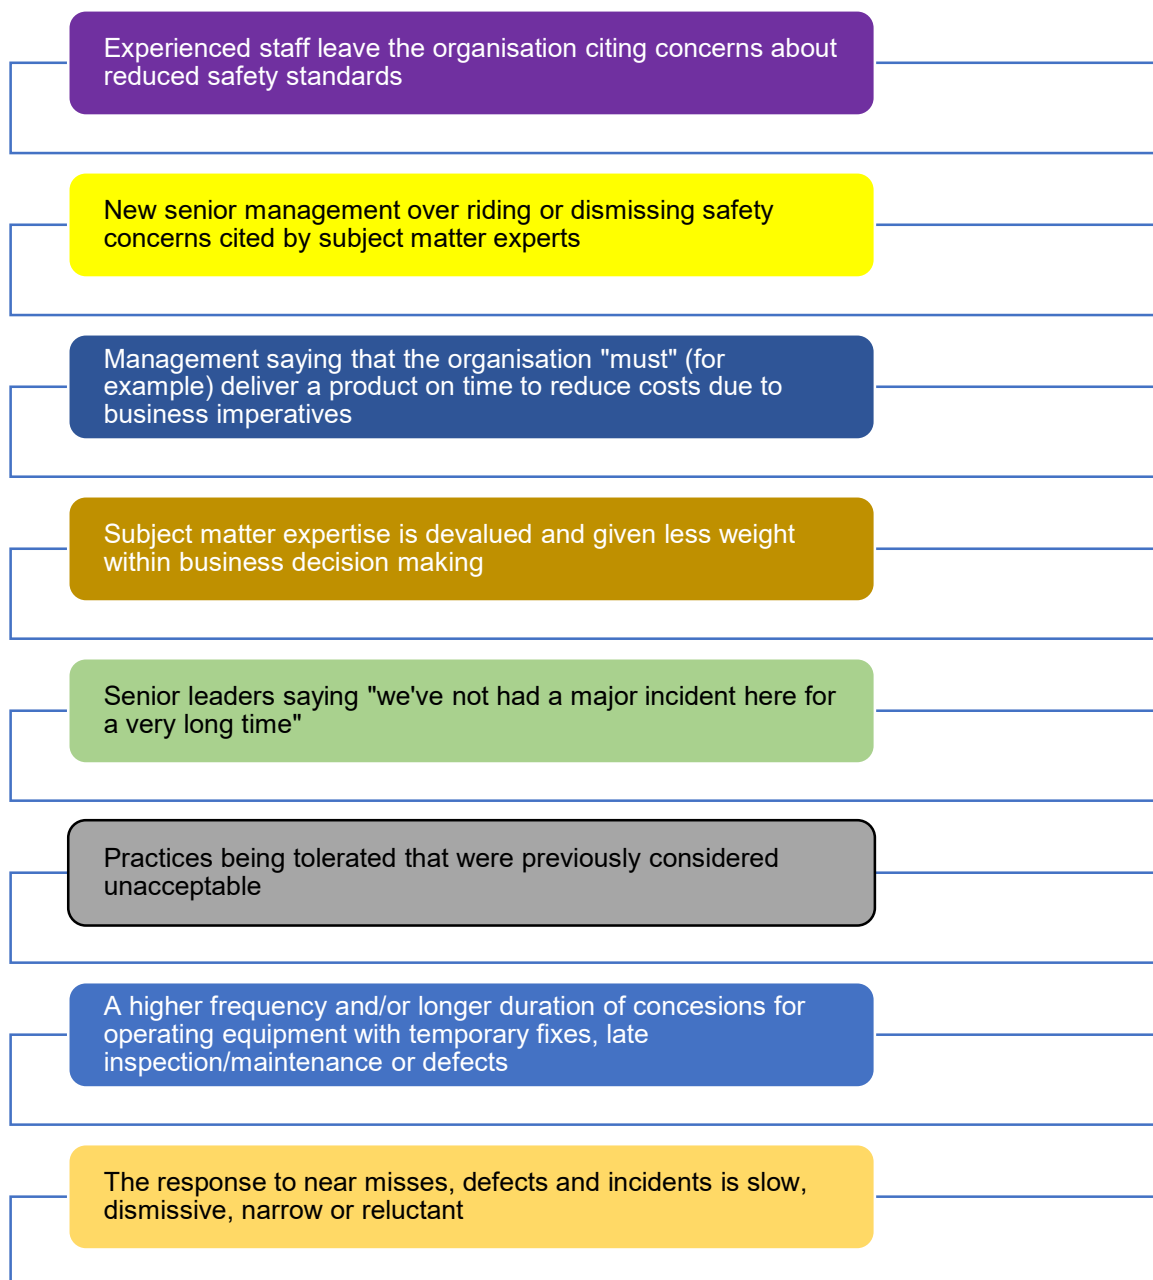 Experienced staff leave the organisation citing concerns about
reduced safety standards
New senior management over riding or dismissing safety
concerns cited by subject matter experts
Management saying that the organisation "must" (for
example) deliver a product on time to reduce costs due to
business imperatives
Subject matter expertise is devalued and given less weight
within business decision making
Senior leaders saying "we've not had a major incident here for
a very long time"
Practices being tolerated that were previously considered
unacceptable
A higher frequency and/or longer duration of concesions for
operating equipment with temporary fixes, late
inspection/maintenance or defects
The response to near misses, defects and incidents is slow,
dismissive, narrow or reluctant